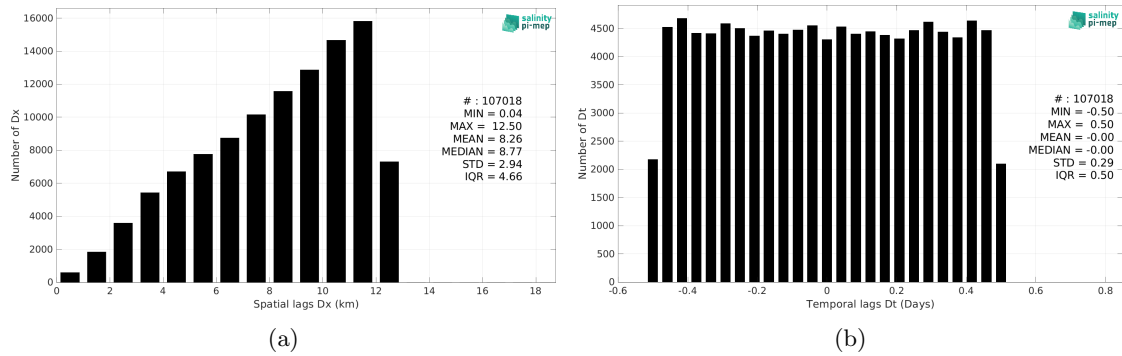 16000
14000
12000
10000
8000
6000
4000
2000
0
Number of Dx
salinity
pi-mep
# : 107018
MIN = 0.04
MAX = 12.50
MEAN = 8.26
MEDIAN = 8.77
STD = 2.94
IQR = 4.66
0 2 4 6 8 10 12 14 16 18
Spatial lags Dx (km)
(a)
4500
4000
3500
3000
2500
2000
1500
1000
500
0
Number of Dt
salinity
pi-mep
# : 107018
MIN = -0.50
MAX = 0.50
MEAN = -0.00
MEDIAN = -0.00
STD = 0.29
IQR = 0.50
-0.6 -0.4 -0.2 0 0.2 0.4 0.6 0.8
Temporal lags Dt (Days)
(b)